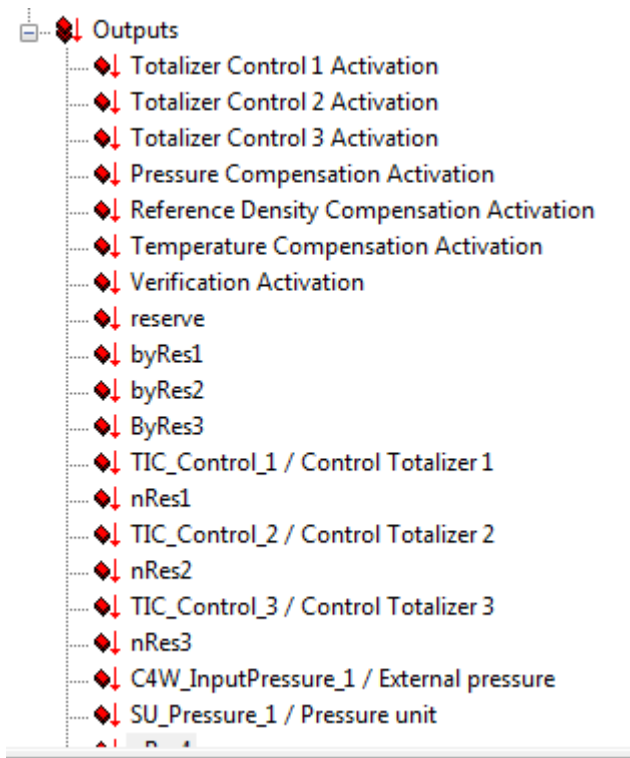 Outputs
Totalizer Control 1 Activation
Totalizer Control 2 Activation
Totalizer Control 3 Activation
Pressure Compensation Activation
Reference Density Compensation Activation
Temperature Compensation Activation
Verification Activation
reserve
byRes1
byRes2
ByRes3
TIC_Control_1 / Control Totalizer 1
nRes1
TIC_Control_2 / Control Totalizer 2
nRes2
TIC_Control_3 / Control Totalizer 3
nRes3
C4W_InputPressure_1 / External pressure
SU_Pressure_1 / Pressure unit